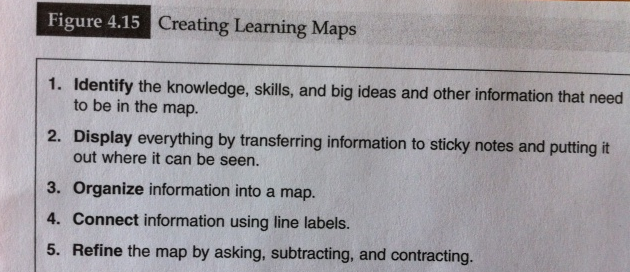 Figure 4.15 Creating Learning Maps
1. Identify the knowledge, skills, and big ideas and other information that need
to be in the map.
2. Display everything by transferring information to sticky notes and putting it
out where it can be seen.
3. Organize information into a map.
4. Connect information using line labels.
5. Refine the map by asking, subtracting, and contracting.